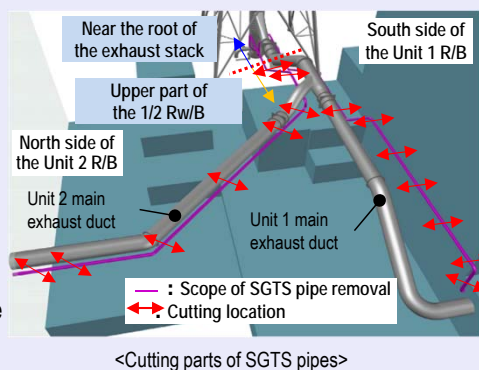 Near the root of
the exhaust stack
South side of
the Unit 1 R/B
Upper part of
the 1/2 Rw/B
North side of
the Unit 2 R/B
Unit 2 main
exhaust duct
Unit 1 main
exhaust duct
: Scope of SGTS pipe removal
: Cutting location
<Cutting parts of SGTS pipes>